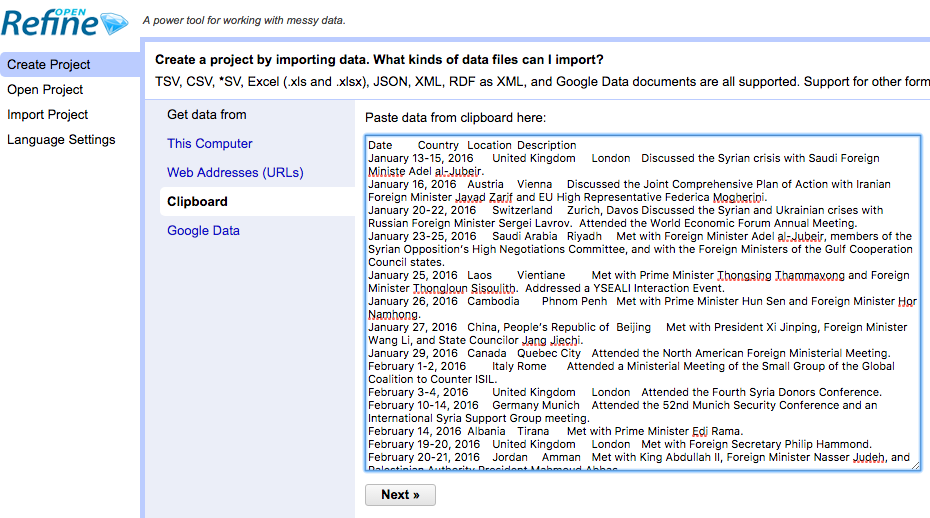 OPEN
Refine
A power tool for working with messy data.
Create Project
Open Project
Import Project
Language Settings
Create a project by importing data. What kinds of data files can I import?
TSV, CSV, *SV, Excel (.xls and .xlsx), JSON, XML, RDF as XML, and Google Data documents are all supported. Support for other form
Get data from
This Computer
Web Addresses (URLs)
Clipboard
Google Data
Paste data from clipboard here:
Date Country Location Description
January 13-15, 2016 United Kingdom London Discussed the Syrian crisis with Saudi Foreign
Ministe Adel al-Jubeir.
January 16, 2016 Austria Vienna Discussed the Joint Comprehensive Plan of Action with Iranian
Foreign Minister Javad Zarif and EU High Representative Federica Mogherini.
January 20-22, 2016 Switzerland Zurich, Davos Discussed the Syrian and Ukrainian crises with
Russian Foreign Minister Sergei Lavrov. Attended the World Economic Forum Annual Meeting.
January 23-25, 2016 Saudi Arabia Riyadh Met with Foreign Minister Adel al-Jubeir, members of the
Syrian Opposition's High Negotiations Committee, and with the Foreign Ministers of the Gulf Cooperation
Council states.
January 25, 2016 Laos Vientiane Met with Prime Minister Thongsing Thammavong and Foreign
Minister Thongloun Sisoulith. Addressed a YSEALI Interaction Event.
January 26, 2016 Cambodia Phnom Penh Met with Prime Minister Hun Sen and Foreign Minister Hor
Namhong.
January 27, 2016 China, People's Republic of Beijing Met with President Xi Jinping, Foreign Minister
Wang Li, and State Councilor Jang Jiechi.
January 29, 2016 Canada Quebec City Attended the North American Foreign Ministerial Meeting.
February 1-2, 2016 Italy Rome Attended a Ministerial Meeting of the Small Group of the Global
Coalition to Counter ISIL.
February 3-4, 2016 United Kingdom London Attended the Fourth Syria Donors Conference.
February 10-14, 2016 Germany Munich Attended the 52nd Munich Security Conference and an
International Syria Support Group meeting.
February 14, 2016 Albania Tirana Met with Prime Minister Edi Rama.
February 19-20, 2016 United Kingdom London Met with Foreign Secretary Philip Hammond.
February 20-21, 2016 Jordan Amman Met with King Abdullah II, Foreign Minister Nasser Judeh, and
Palestinian Authority President Mahmoud Abbas.
Next »